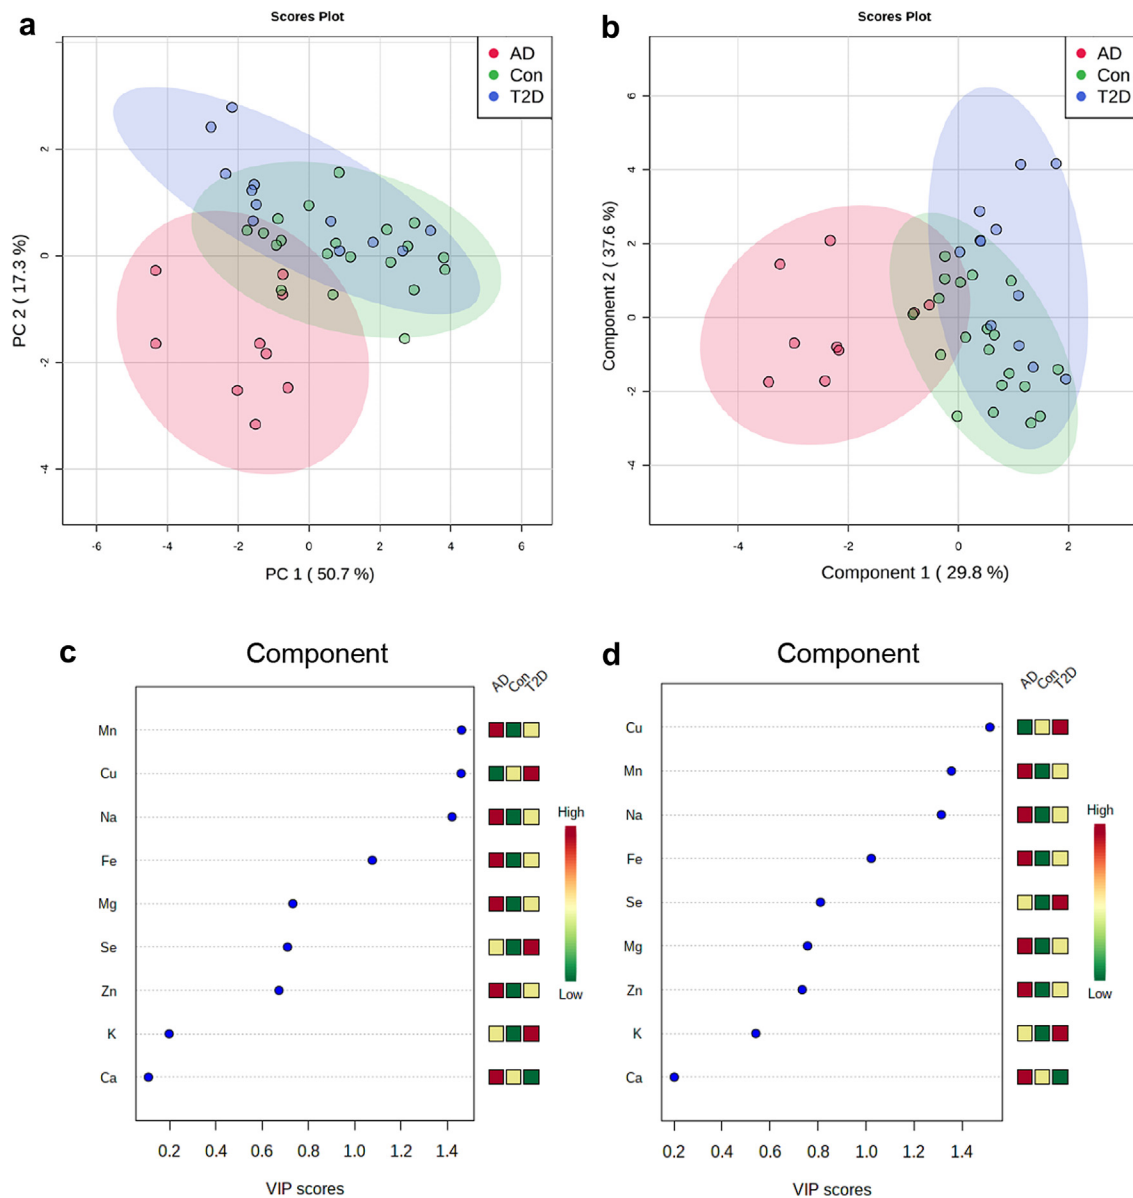 a
Scores Plot
AD
Con
T2D
PC 2 ( 17.3 %)
2
0
-2
-4
-6 -4 -2 0 2 4 6
PC 1 ( 50.7 %)
b
Scores Plot
AD
Con
T2D
Component 2 ( 37.6 %)
6
4
2
0
-2
-4
-4 -2 0 2
Component 1 ( 29.8 %)
c
Component
AD Con T2D
Mn
Cu
Na
Fe
Mg
Se
Zn
K
Ca
High
Low
0.2 0.4 0.6 0.8 1.0 1.2 1.4
VIP scores
d
Component
AD Con T2D
Cu
Mn
Na
Fe
Se
Mg
Zn
K
Ca
High
Low
0.2 0.4 0.6 0.8 1.0 1.2 1.4
VIP scores